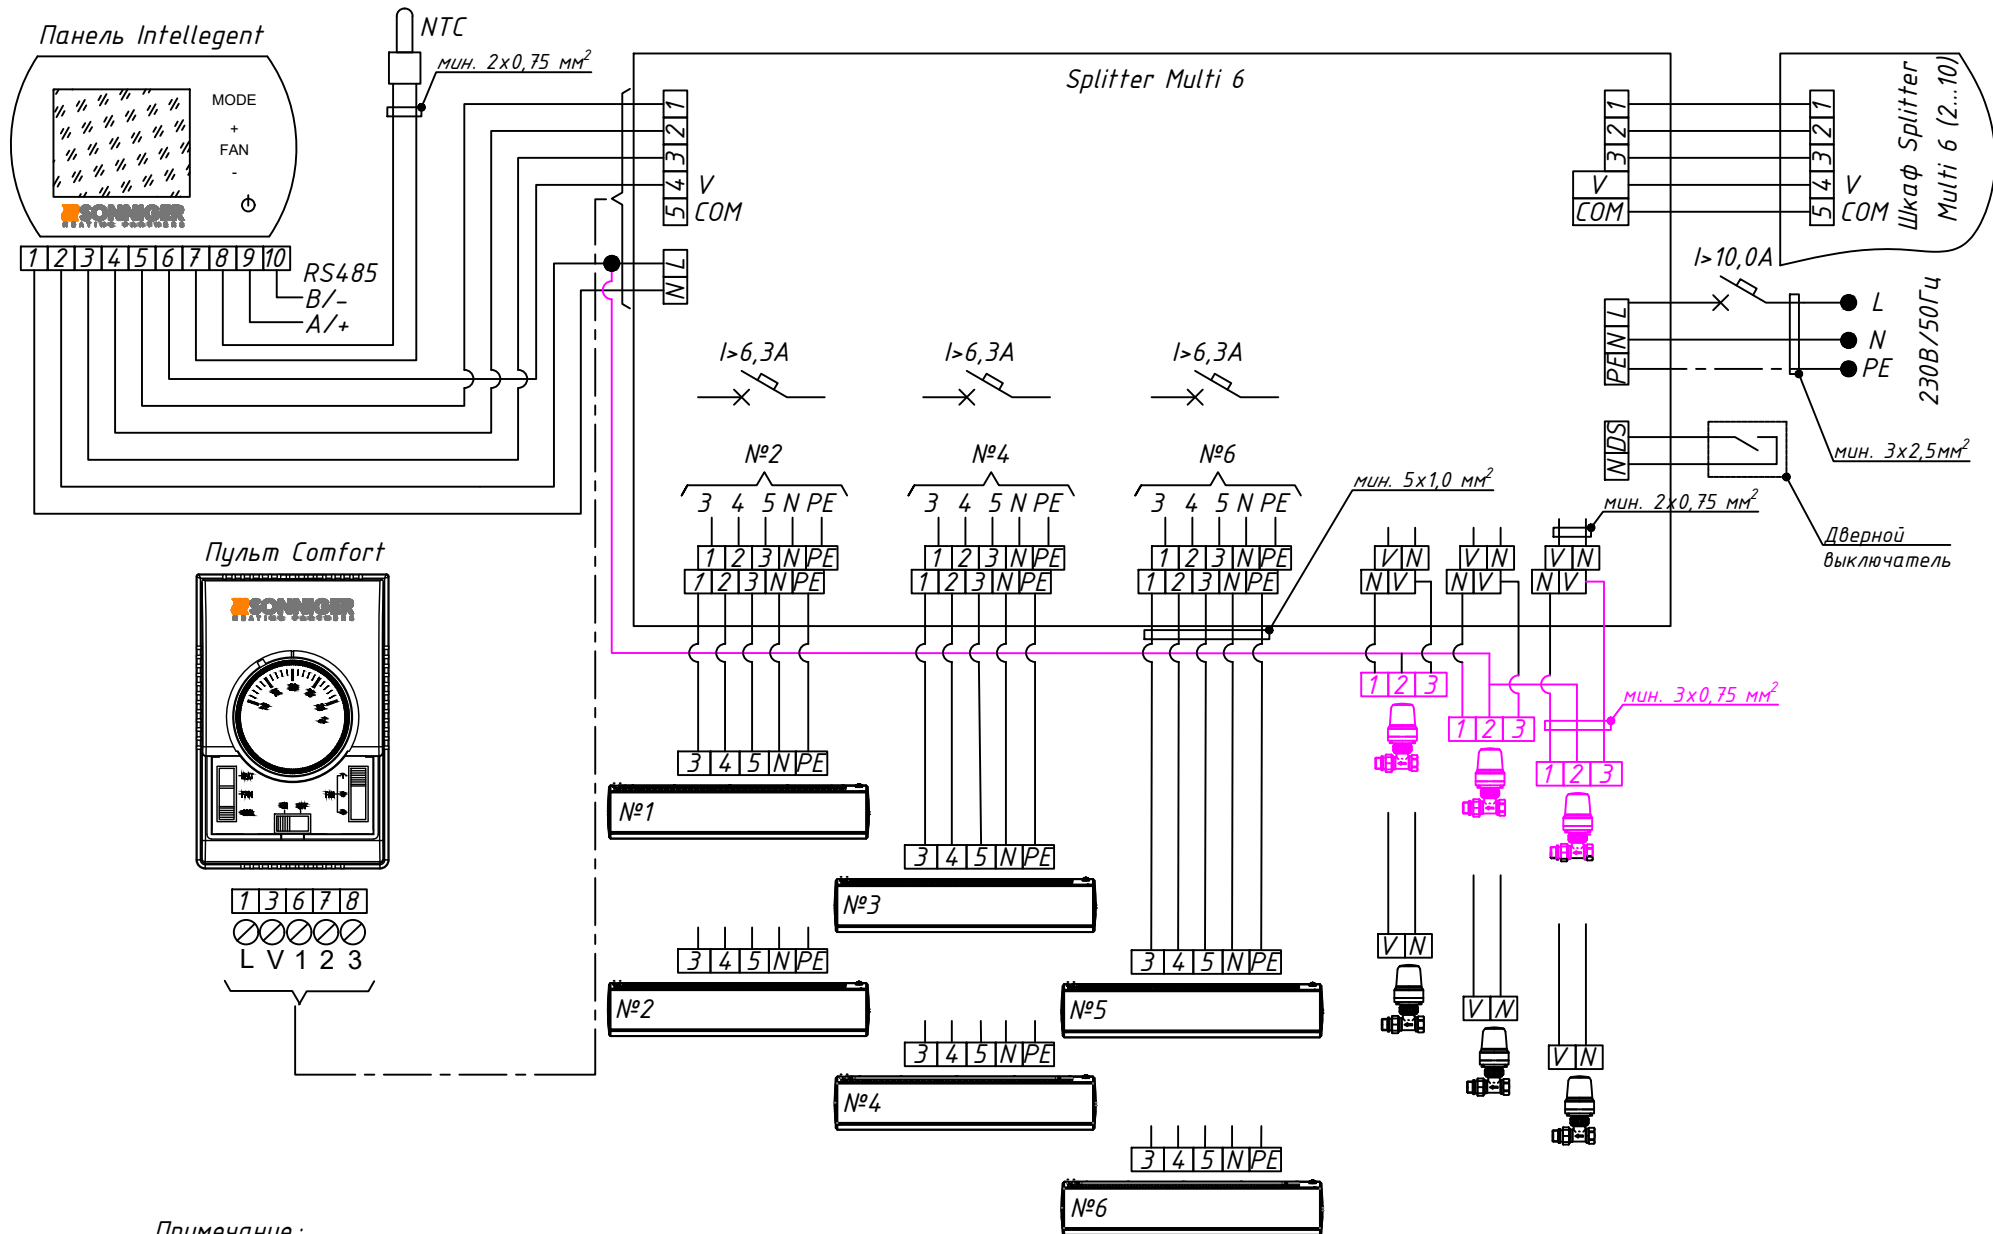 Панель Intellegent
NTC
мин. 2x0,75 мм²
MODE
+
FAN
-
SONNIGER
HEATING CONSUMERS
1 2 3 4 5 6 7 8 9 10
RS485
B/-
A/+
Splitter Multi 6
1
2
3
4 V
5 COM
L
N
1
2
3
V
COM
1
2
3
4 V
5 COM
Шкаф Splitter
Multi 6 (2...10)
I>10,0A
L
N
PE
L
N
PE
230В/50Гц
мин. 3x2,5мм²
DS
N
Дверной
выключатель
I>6,3A I>6,3A I>6,3A
№2 №4 №6
3 4 5 N PE 3 4 5 N PE 3 4 5 N PE
1 2 3 N PE 1 2 3 N PE 1 2 3 N PE
1 2 3 N PE 1 2 3 N PE 1 2 3 N PE
мин. 5x1,0 мм²
мин. 2x0,75 мм²
V N V N V N
N V N V N V
1 2 3
1 2 3
1 2 3
мин. 3x0,75 мм²
Пульт Comfort
SONNIGER
1 3 6 7 8
L V 1 2 3
3 4 5 N PE
№1
3 4 5 N PE
№3
3 4 5 N PE
№2
3 4 5 N PE
№5
3 4 5 N PE
№4
3 4 5 N PE
№6
V N
V N
V N
Примечание: